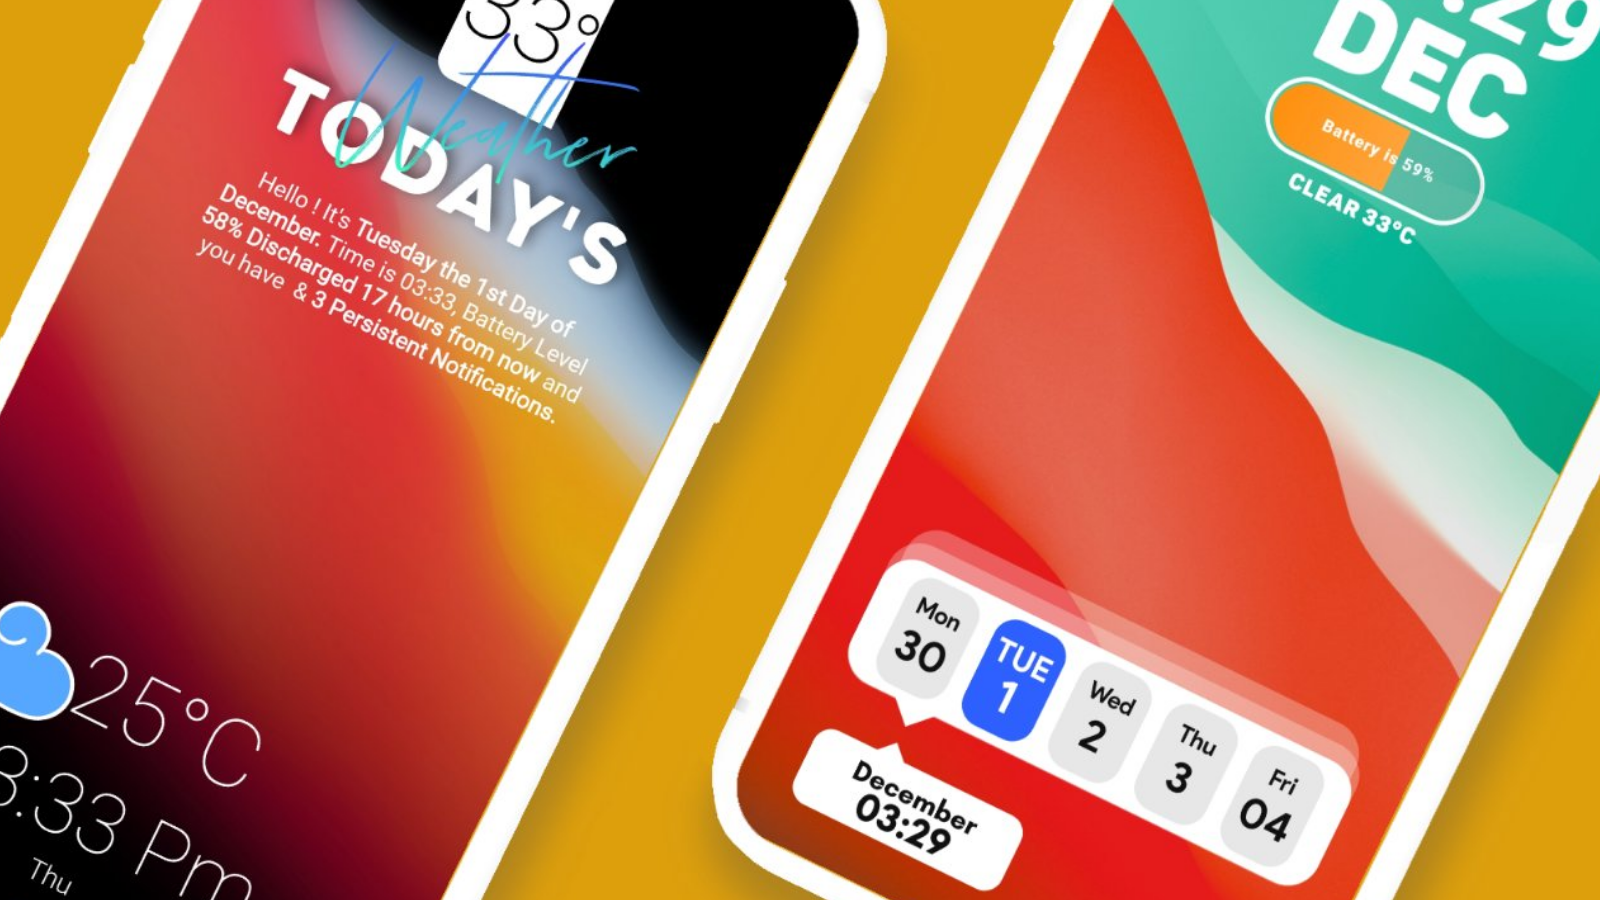 33°
Weather
TODAY'S
Hello ! It's Tuesday the 1st Day of
December. Time is 03:33, Battery Level
58% Discharged 17 hours from now and
you have & 3 Persistent Notifications.
25°C
3:33 Pm
Thu
:29
DEC
Battery is 59%
CLEAR 33°C
Mon
30
TUE
1
Wed
2
Thu
3
Fri
04
December
03:29